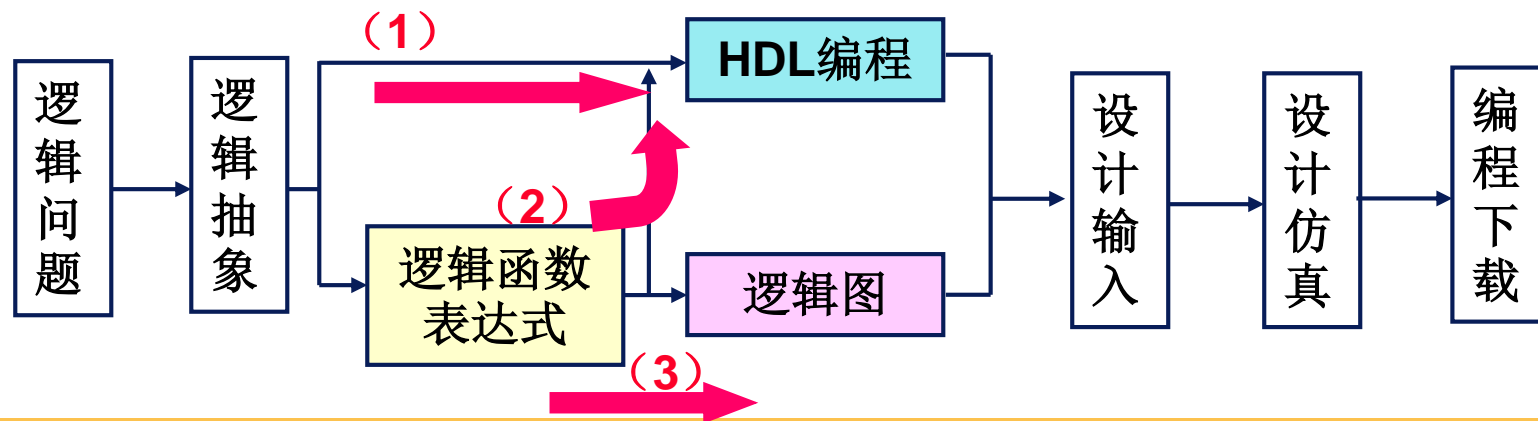 （1）
HDL编程
逻辑问题
逻辑抽象
（2）
逻辑函数
表达式
逻辑图
（3）
设计输入
设计仿真
编程下载